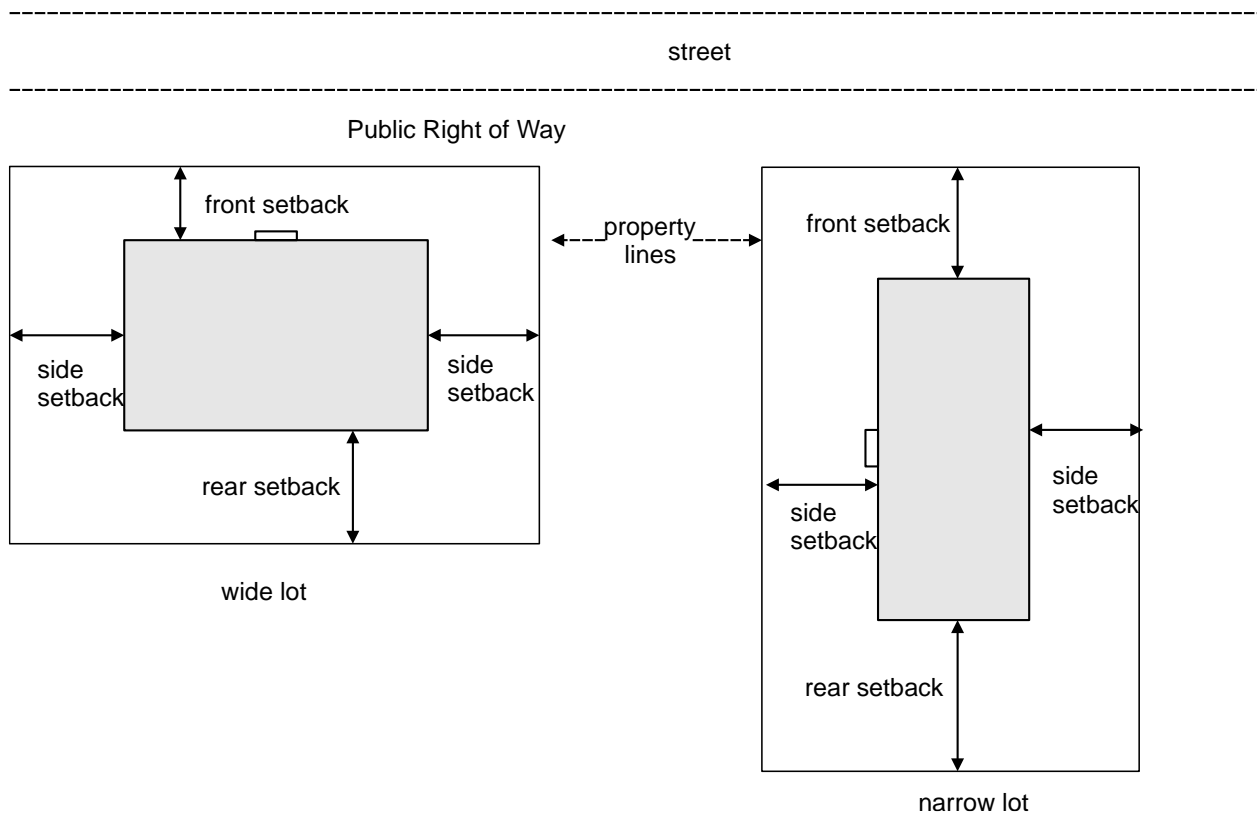 street
Public Right of Way
front setback
side
setback
side
setback
rear setback
wide lot
property
lines
front setback
side
setback
side
setback
rear setback
narrow lot